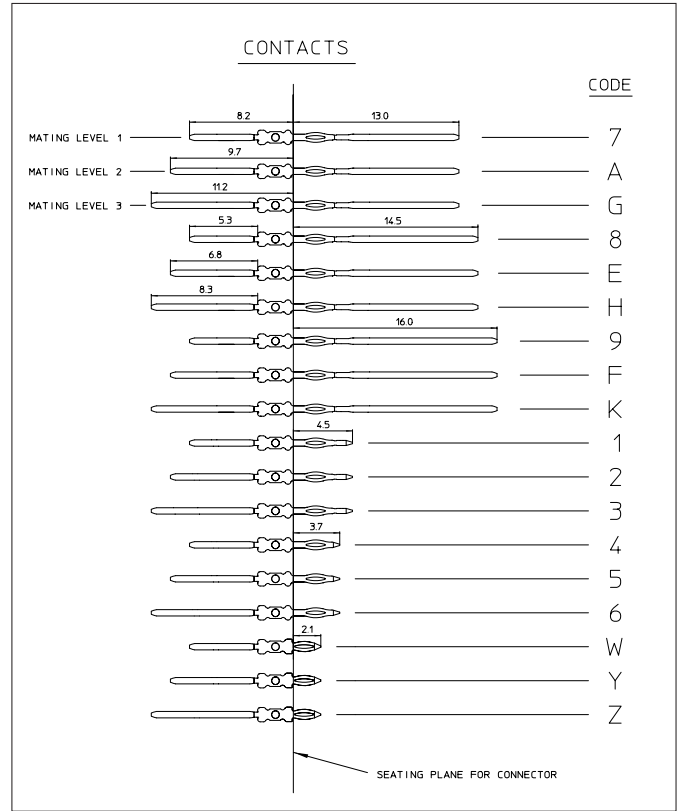 CONTACTS
CODE
8.2 13.0
MATING LEVEL 1 7
9.7
MATING LEVEL 2 A
11.2
MATING LEVEL 3 G
5.3 14.5
8
6.8
E
8.3
H
16.0
9
F
K
4.5
1
2
3
3.7
4
5
6
2.1
W
Y
Z
SEATING PLANE FOR CONNECTOR